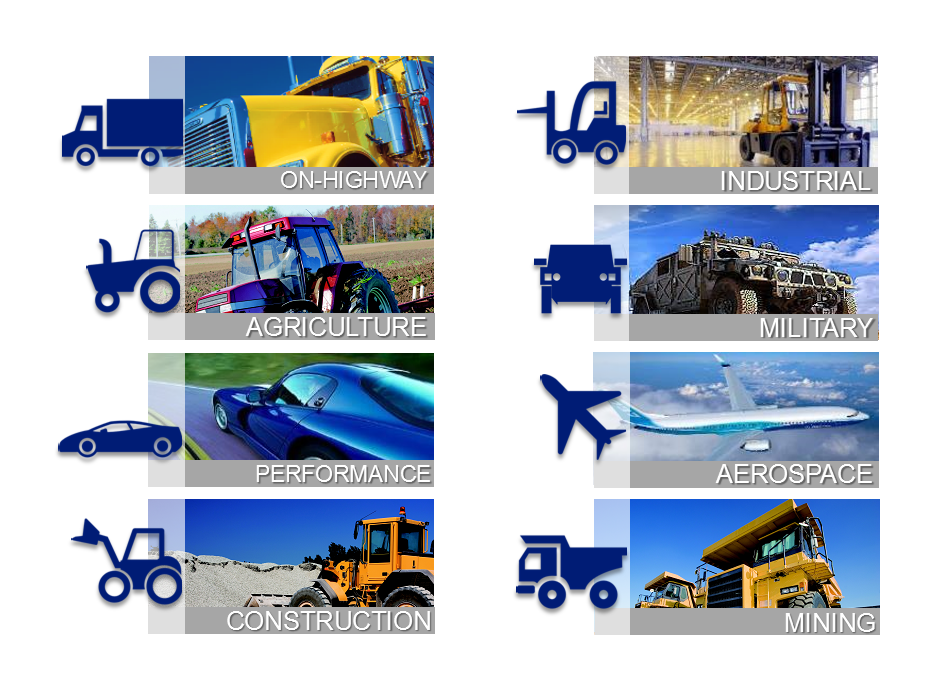 ON-HIGHWAY
INDUSTRIAL
AGRICULTURE
MILITARY
PERFORMANCE
AEROSPACE
CONSTRUCTION
MINING